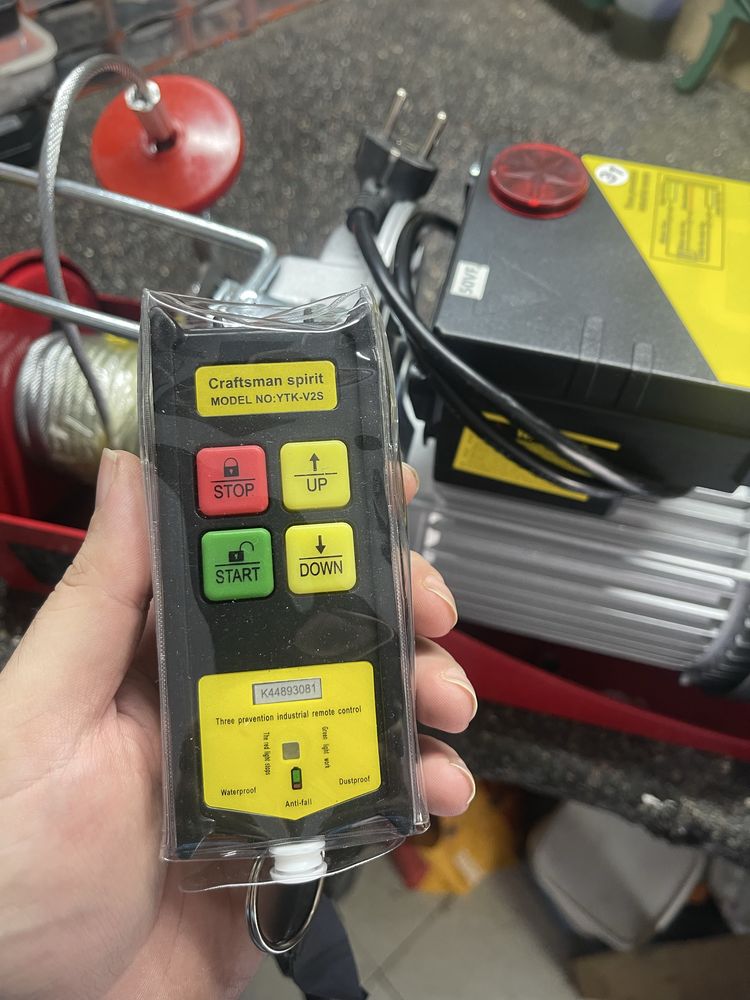 Craftsman spirit
MODEL NO:YTK-V2S
STOP
UP
START
DOWN
K44893081
Three prevention industrial remote control
The red light stops
Green light work
Waterproof
Dustproof
Anti-fall